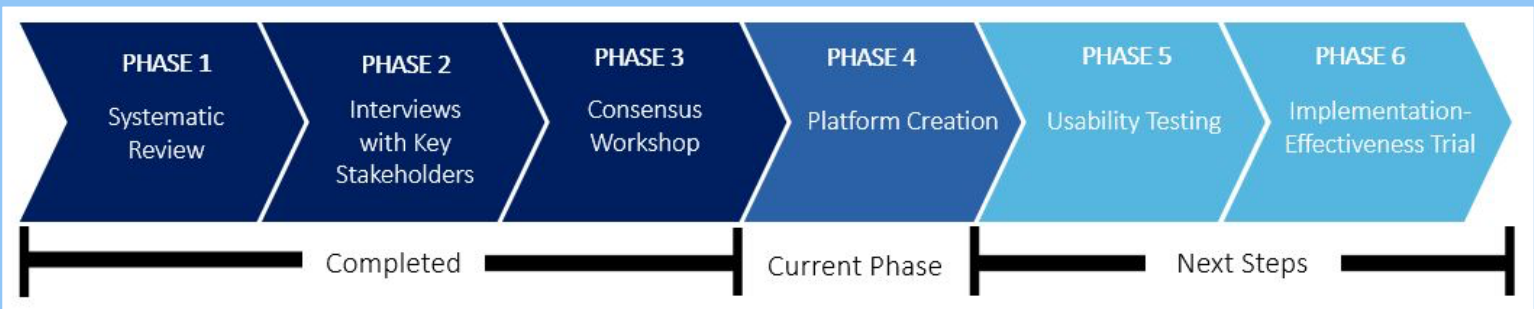 PHASE 1
Systematic
Review
PHASE 2
Interviews
with Key
Stakeholders
PHASE 3
Consensus
Workshop
PHASE 4
Platform Creation
PHASE 5
Usability Testing
PHASE 6
Implementation-
Effectiveness Trial
Completed
Current Phase
Next Steps